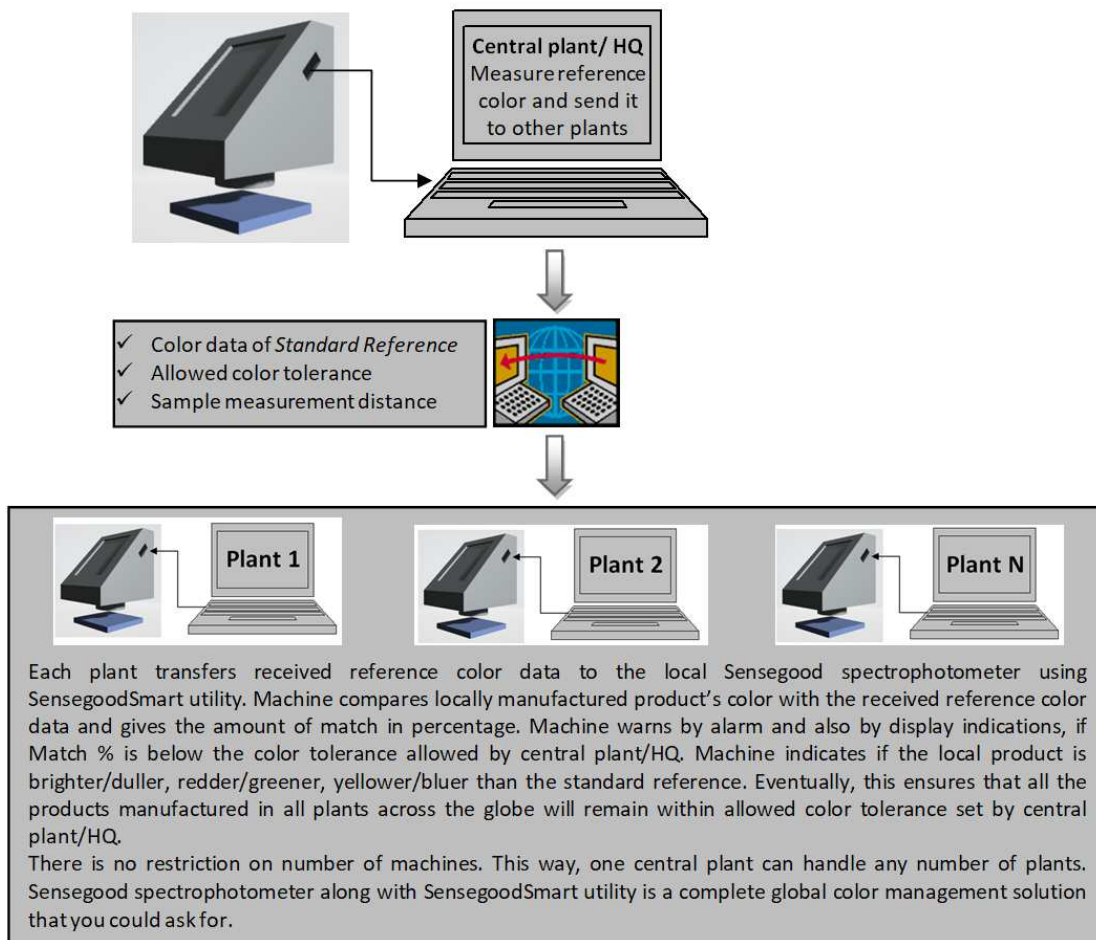 Central plant/ HQ
Measure reference
color and send it
to other plants
✓ Color data of Standard Reference
✓ Allowed color tolerance
✓ Sample measurement distance
Plant 1
Plant 2
Plant N
Each plant transfers received reference color data to the local Sensegood spectrophotometer using
SensegoodSmart utility. Machine compares locally manufactured product's color with the received reference color
data and gives the amount of match in percentage. Machine warns by alarm and also by display indications, if
Match % is below the color tolerance allowed by central plant/HQ. Machine indicates if the local product is
brighter/duller, redder/greener, yellower/bluer than the standard reference. Eventually, this ensures that all the
products manufactured in all plants across the globe will remain within allowed color tolerance set by central
plant/HQ.
There is no restriction on number of machines. This way, one central plant can handle any number of plants.
Sensegood spectrophotometer along with SensegoodSmart utility is a complete global color management solution
that you could ask for.